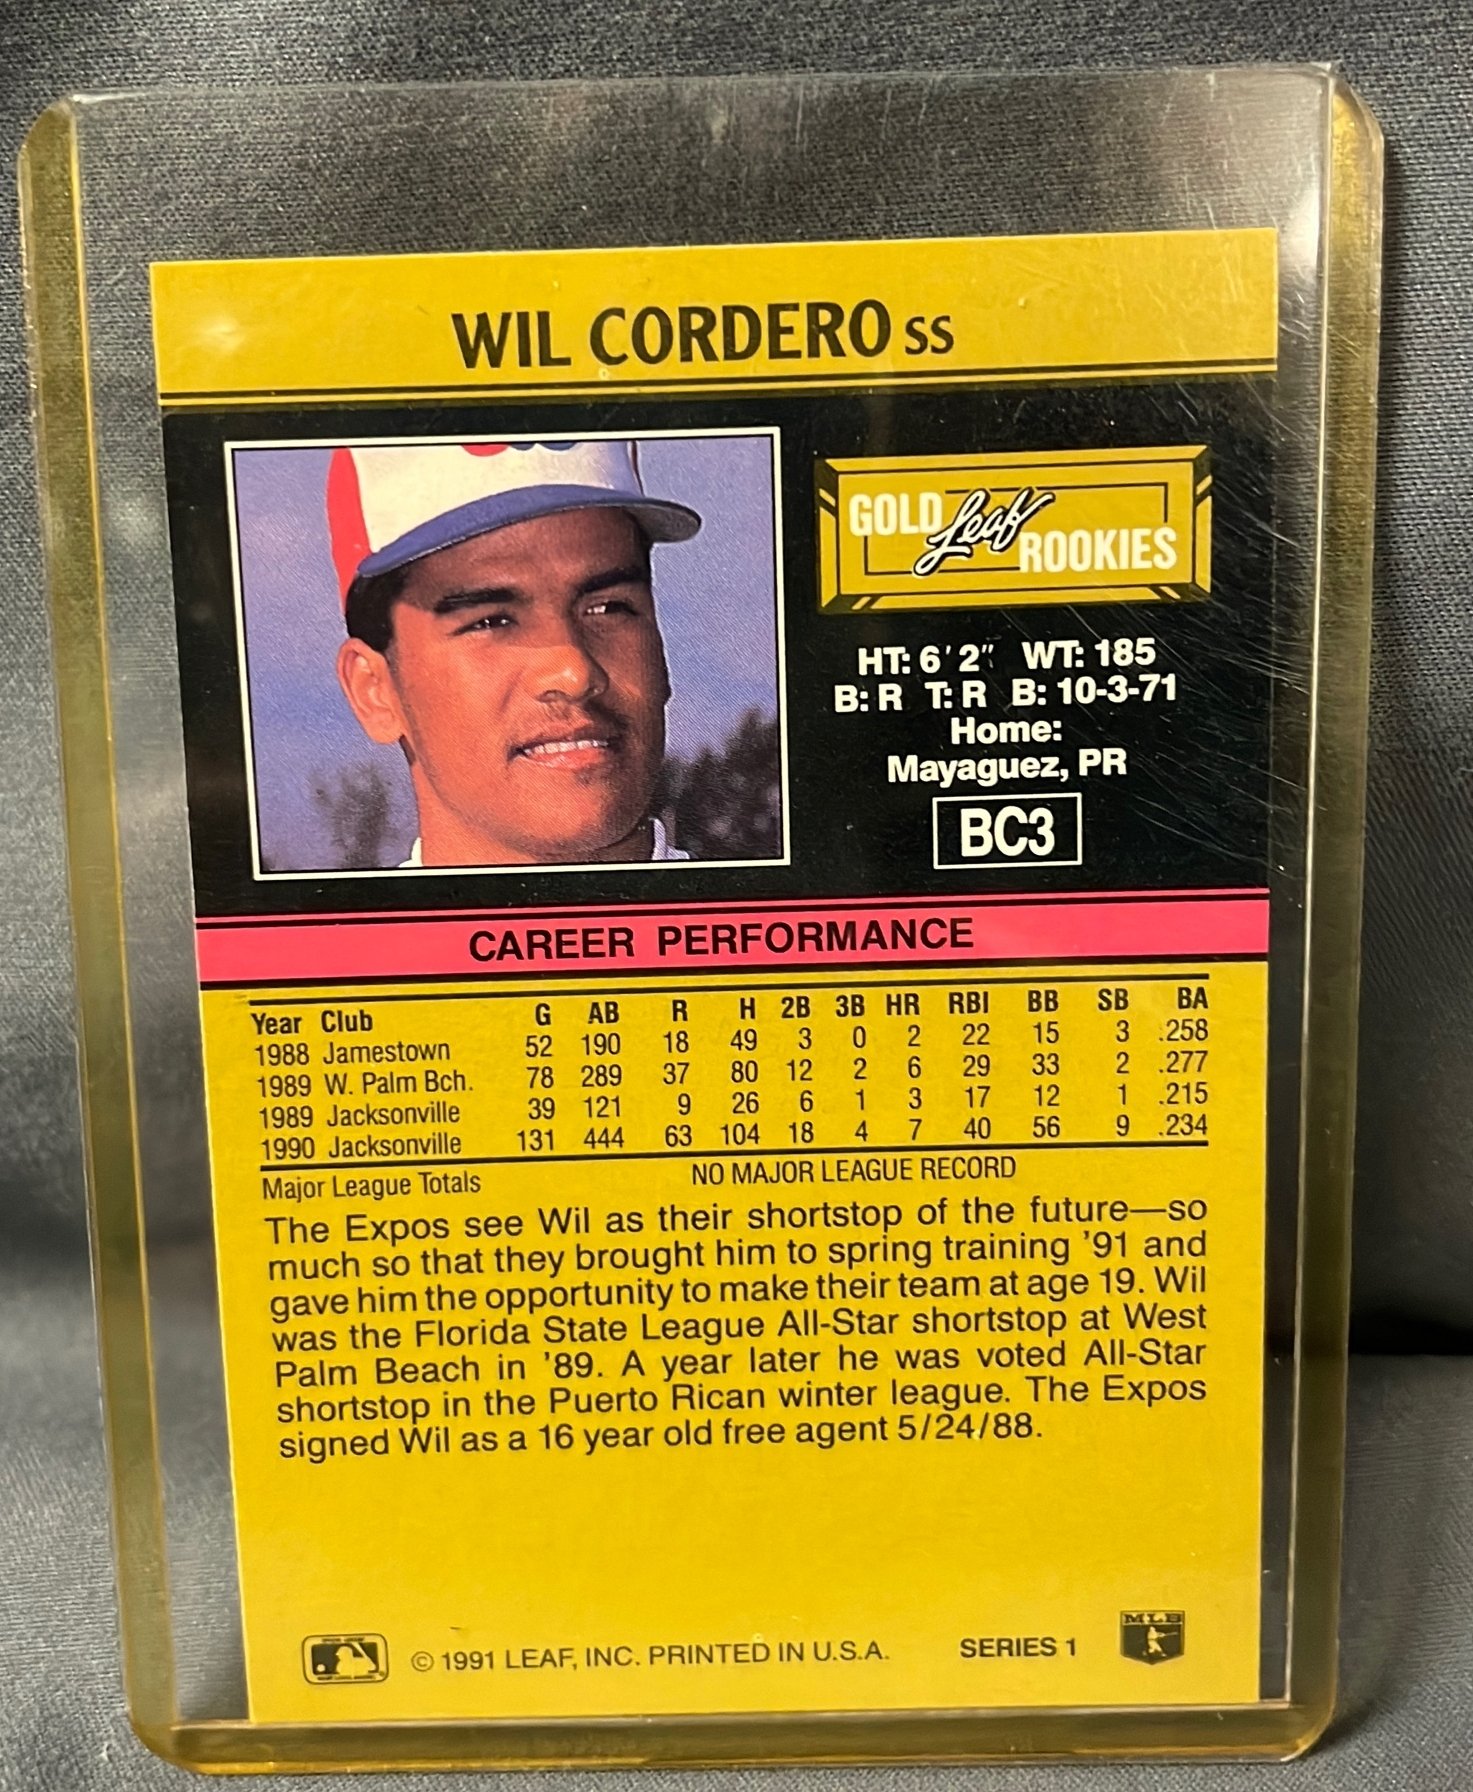 WIL CORDERO SS
GOLD Leaf ROOKIES
HT: 6'2" WT: 185
B: R T: R B: 10-3-71
Home:
Mayaguez, PR
BC3
CAREER PERFORMANCE
Year Club G AB R H 2B 3B HR RBI BB SB BA
1988 Jamestown 52 190 18 49 3 0 2 22 15 3 .258
1989 W. Palm Bch. 78 289 37 80 12 2 6 29 33 2 .277
1989 Jacksonville 39 121 9 26 6 1 3 17 12 1 .215
1990 Jacksonville 131 444 63 104 18 4 7 40 56 9 .234
Major League Totals NO MAJOR LEAGUE RECORD
The Expos see Wil as their shortstop of the future—so
much so that they brought him to spring training '91 and
gave him the opportunity to make their team at age 19. Wil
was the Florida State League All-Star shortstop at West
Palm Beach in '89. A year later he was voted All-Star
shortstop in the Puerto Rican winter league. The Expos
signed Wil as a 16 year old free agent 5/24/88.
© 1991 LEAF, INC. PRINTED IN U.S.A. SERIES 1 MLB